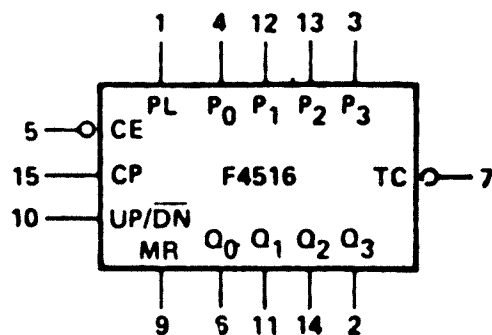 1 4 12 13 3
PL P0 P1 P2 P3
5 CE
15 CP F4516 TC 7
10 UP/D̅N̅
MR Q0 Q1 Q2 Q3
9 6 11 14 2